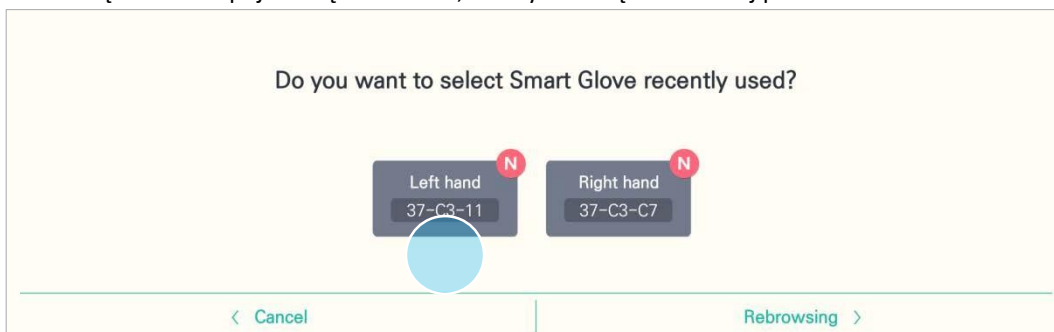 Do you want to select Smart Glove recently used?
N N
Left hand Right hand
37-C3-11 37-C3-C7
< Cancel Rebrowsing >